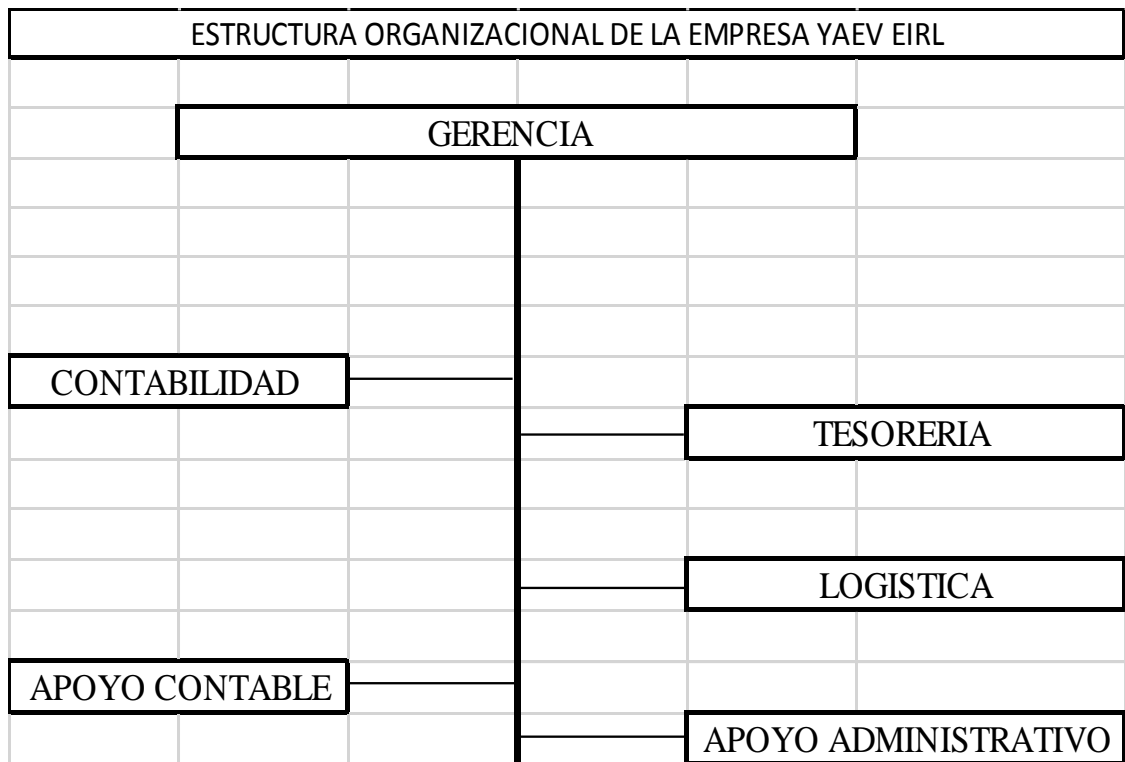 ESTRUCTURA ORGANIZACIONAL DE LA EMPRESA YAEV EIRL
GERENCIA
CONTABILIDAD
TESORERIA
LOGISTICA
APOYO CONTABLE
APOYO ADMINISTRATIVO